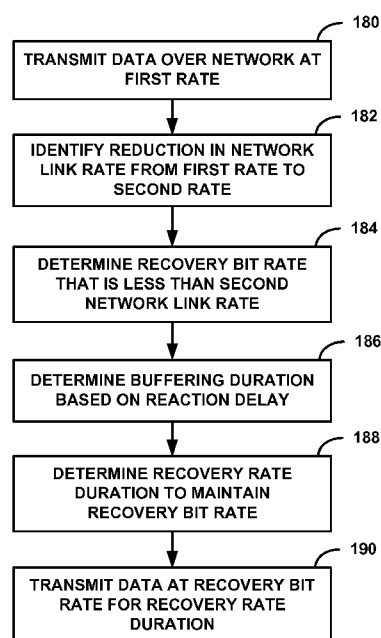 180
TRANSMIT DATA OVER NETWORK AT
FIRST RATE
182
IDENTIFY REDUCTION IN NETWORK
LINK RATE FROM FIRST RATE TO
SECOND RATE
184
DETERMINE RECOVERY BIT RATE
THAT IS LESS THAN SECOND
NETWORK LINK RATE
186
DETERMINE BUFFERING DURATION
BASED ON REACTION DELAY
188
DETERMINE RECOVERY RATE
DURATION TO MAINTAIN
RECOVERY BIT RATE
190
TRANSMIT DATA AT RECOVERY BIT
RATE FOR RECOVERY RATE
DURATION